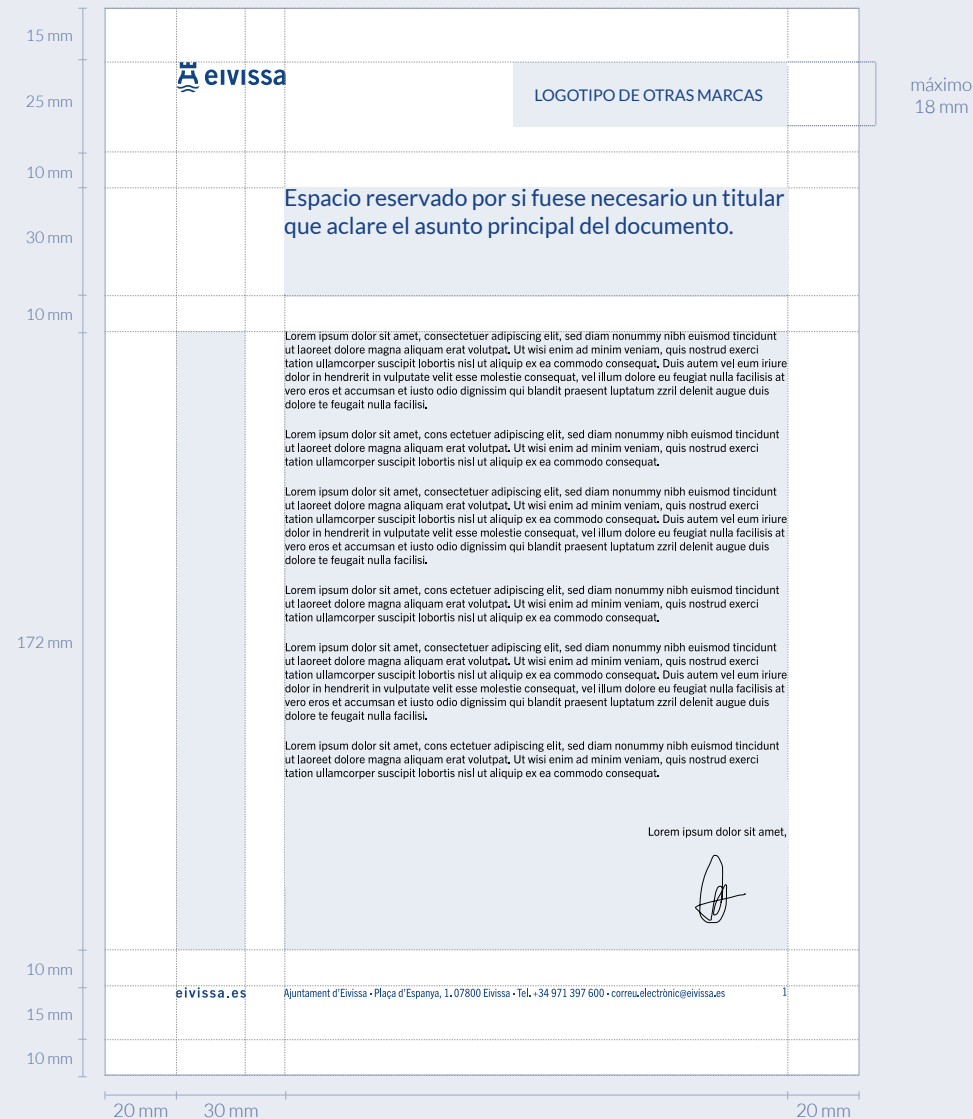 15 mm
25 mm
10 mm
30 mm
10 mm
172 mm
10 mm
15 mm
10 mm
20 mm
30 mm
20 mm
máximo
18 mm
eivissa
LOGOTIPO DE OTRAS MARCAS
Espacio reservado por si fuese necesario un titular
que aclare el asunto principal del documento.
Lorem ipsum dolor sit amet, consectetuer adipiscing elit, sed diam nonummy nibh euismod tincidunt
ut laoreet dolore magna aliquam erat volutpat. Ut wisi enim ad minim veniam, quis nostrud exerci
tation ullamcorper suscipit lobortis nisl ut aliquip ex ea commodo consequat. Duis autem vel eum iriure
dolor in hendrerit in vulputate velit esse molestie consequat, vel illum dolore eu feugiat nulla facilisis at
vero eros et accumsan et iusto odio dignissim qui blandit praesent luptatum zzril delenit augue duis
dolore te feugait nulla facilisi.
Lorem ipsum dolor sit amet, cons ectetuer adipiscing elit, sed diam nonummy nibh euismod tincidunt
ut laoreet dolore magna aliquam erat volutpat. Ut wisi enim ad minim veniam, quis nostrud exerci
tation ullamcorper suscipit lobortis nisl ut aliquip ex ea commodo consequat.
Lorem ipsum dolor sit amet, consectetuer adipiscing elit, sed diam nonummy nibh euismod tincidunt
ut laoreet dolore magna aliquam erat volutpat. Ut wisi enim ad minim veniam, quis nostrud exerci
tation ullamcorper suscipit lobortis nisl ut aliquip ex ea commodo consequat. Duis autem vel eum iriure
dolor in hendrerit in vulputate velit esse molestie consequat, vel illum dolore eu feugiat nulla facilisis at
vero eros et accumsan et iusto odio dignissim qui blandit praesent luptatum zzril delenit augue duis
dolore te feugait nulla facilisi.
Lorem ipsum dolor sit amet, cons ectetuer adipiscing elit, sed diam nonummy nibh euismod tincidunt
ut laoreet dolore magna aliquam erat volutpat. Ut wisi enim ad minim veniam, quis nostrud exerci
tation ullamcorper suscipit lobortis nisl ut aliquip ex ea commodo consequat.
Lorem ipsum dolor sit amet, consectetuer adipiscing elit, sed diam nonummy nibh euismod tincidunt
ut laoreet dolore magna aliquam erat volutpat. Ut wisi enim ad minim veniam, quis nostrud exerci
tation ullamcorper suscipit lobortis nisl ut aliquip ex ea commodo consequat. Duis autem vel eum iriure
dolor in hendrerit in vulputate velit esse molestie consequat, vel illum dolore eu feugiat nulla facilisis at
vero eros et accumsan et iusto odio dignissim qui blandit praesent luptatum zzril delenit augue duis
dolore te feugait nulla facilisi.
Lorem ipsum dolor sit amet, cons ectetuer adipiscing elit, sed diam nonummy nibh euismod tincidunt
ut laoreet dolore magna aliquam erat volutpat. Ut wisi enim ad minim veniam, quis nostrud exerci
tation ullamcorper suscipit lobortis nisl ut aliquip ex ea commodo consequat.
Lorem ipsum dolor sit amet,
eivissa.es
Ajuntament d'Eivissa • Plaça d'Espanya, 1. 07800 Eivissa • Tel. +34 971 397 600 • correu.electrònic@eivissa.es
1